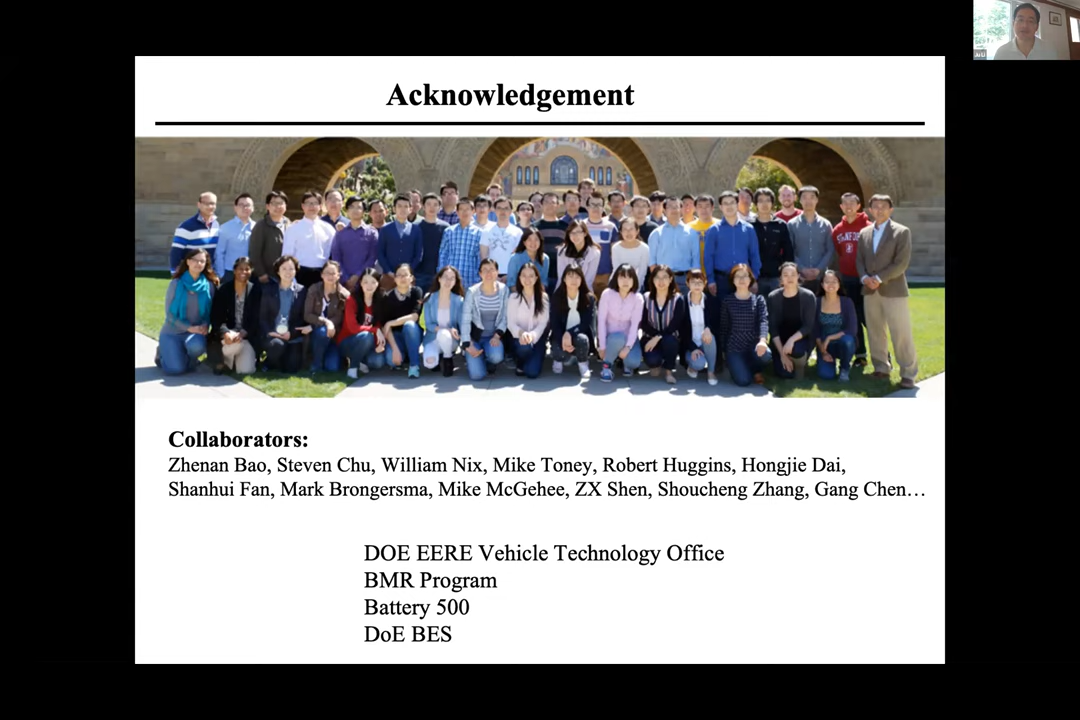 Acknowledgement
Collaborators:
Zhenan Bao, Steven Chu, William Nix, Mike Toney, Robert Huggins, Hongjie Dai,
Shanhui Fan, Mark Brongersma, Mike McGehee, ZX Shen, Shoucheng Zhang, Gang Chen…
DOE EERE Vehicle Technology Office
BMR Program
Battery 500
DoE BES